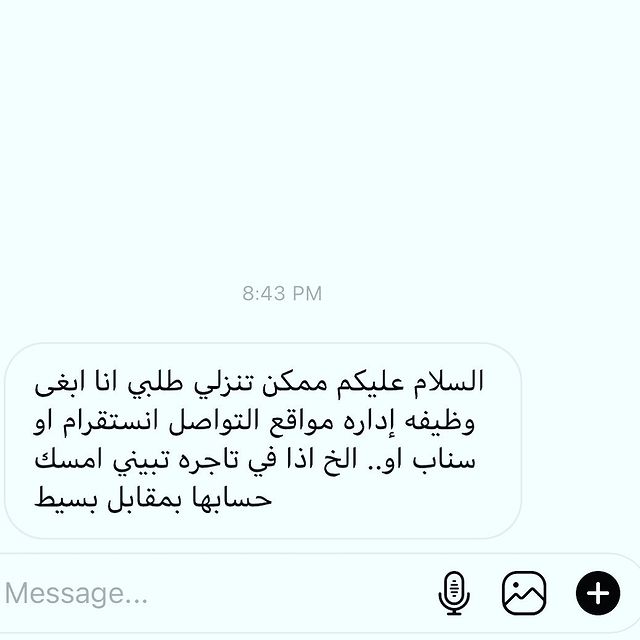 8:43 PM
السلام عليكم ممكن تنزلي طلبي انا ابغى
وظيفه إداره مواقع التواصل انستقرام او
سناب او.. الخ اذا في تاجره تبيني امسك
حسابها بمقابل بسيط
Message...